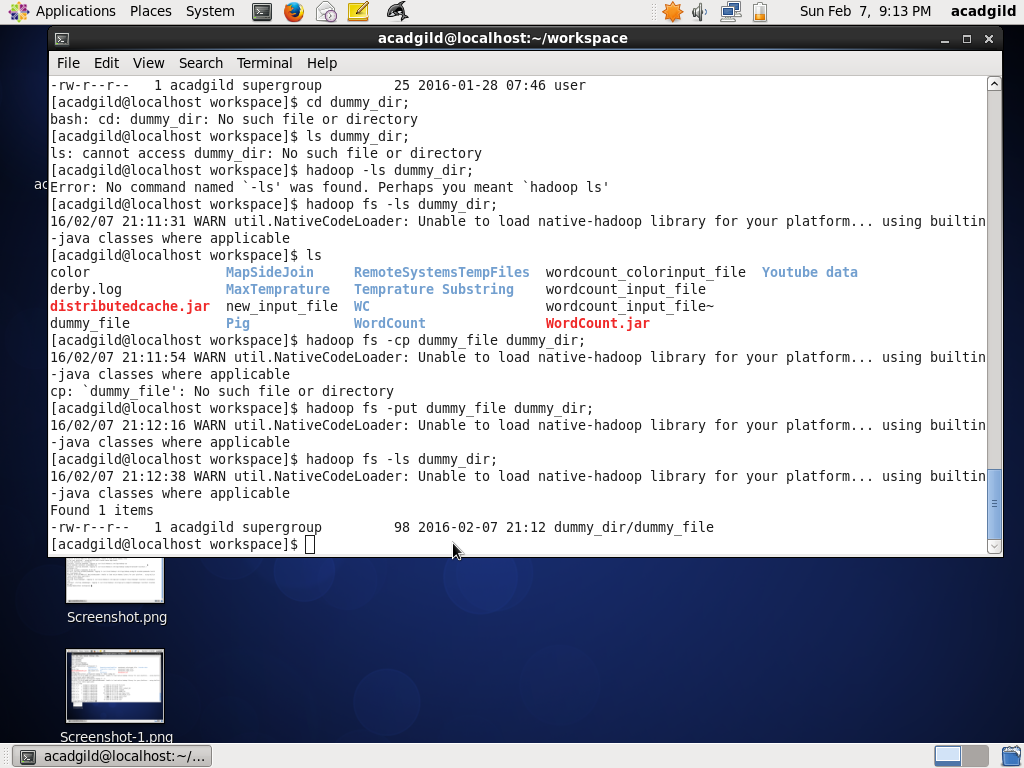 Applications Places System Sun Feb 7, 9:13 PM acadgild
acadgild@localhost:~/workspace
File Edit View Search Terminal Help
-rw-r--r--   1 acadgild supergroup         25 2016-01-28 07:46 user
[acadgild@localhost workspace]$ cd dummy_dir;
bash: cd: dummy_dir: No such file or directory
[acadgild@localhost workspace]$ ls dummy_dir;
ls: cannot access dummy_dir: No such file or directory
[acadgild@localhost workspace]$ hadoop -ls dummy_dir;
Error: No command named `-ls' was found. Perhaps you meant `hadoop ls'
[acadgild@localhost workspace]$ hadoop fs -ls dummy_dir;
16/02/07 21:11:31 WARN util.NativeCodeLoader: Unable to load native-hadoop library for your platform... using builtin
-java classes where applicable
[acadgild@localhost workspace]$ ls
color                 MapSideJoin     RemoteSystemsTempFiles  wordcount_colorinput_file  Youtube data
derby.log             MaxTemprature   Temprature Substring    wordcount_input_file
distributedcache.jar  new_input_file  WC                      wordcount_input_file~
dummy_file            Pig             WordCount               WordCount.jar
[acadgild@localhost workspace]$ hadoop fs -cp dummy_file dummy_dir;
16/02/07 21:11:54 WARN util.NativeCodeLoader: Unable to load native-hadoop library for your platform... using builtin
-java classes where applicable
cp: `dummy_file': No such file or directory
[acadgild@localhost workspace]$ hadoop fs -put dummy_file dummy_dir;
16/02/07 21:12:16 WARN util.NativeCodeLoader: Unable to load native-hadoop library for your platform... using builtin
-java classes where applicable
[acadgild@localhost workspace]$ hadoop fs -ls dummy_dir;
16/02/07 21:12:38 WARN util.NativeCodeLoader: Unable to load native-hadoop library for your platform... using builtin
-java classes where applicable
Found 1 items
-rw-r--r--   1 acadgild supergroup         98 2016-02-07 21:12 dummy_dir/dummy_file
[acadgild@localhost workspace]$
Screenshot.png
Screenshot-1.png
acadgild@localhost:~/...